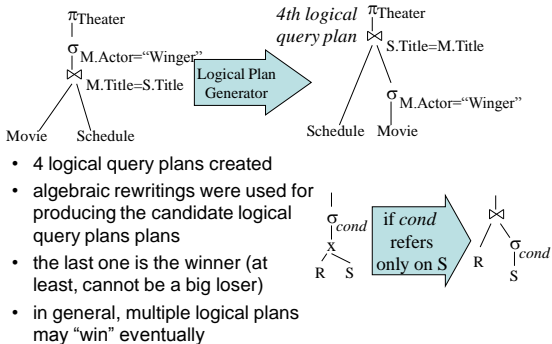 πTheater
σ M.Actor="Winger"
⋈ M.Title=S.Title
Movie Schedule
Logical Plan
Generator
4th logical
query plan
πTheater
⋈ S.Title=M.Title
σ M.Actor="Winger"
Schedule Movie
• 4 logical query plans created
• algebraic rewritings were used for
producing the candidate logical
query plans plans
• the last one is the winner (at
least, cannot be a big loser)
• in general, multiple logical plans
may "win" eventually
σcond
x
R S
if cond
refers
only on S
⋈
R
σcond
S